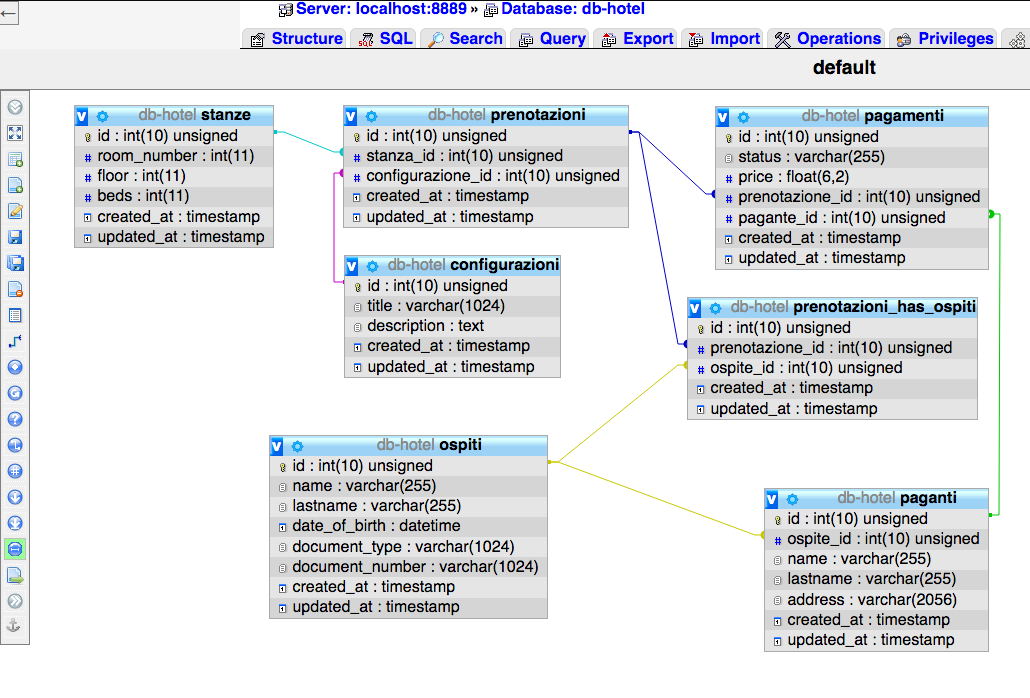 Server: localhost:8889 » Database: db-hotel
Structure SQL Search Query Export Import Operations Privileges
default
db-hotel stanze
id : int(10) unsigned
room_number : int(11)
floor : int(11)
beds : int(11)
created_at : timestamp
updated_at : timestamp
db-hotel prenotazioni
id : int(10) unsigned
stanza_id : int(10) unsigned
configurazione_id : int(10) unsigned
created_at : timestamp
updated_at : timestamp
db-hotel pagamenti
id : int(10) unsigned
status : varchar(255)
price : float(6,2)
prenotazione_id : int(10) unsigned
pagante_id : int(10) unsigned
created_at : timestamp
updated_at : timestamp
db-hotel configurazioni
id : int(10) unsigned
title : varchar(1024)
description : text
created_at : timestamp
updated_at : timestamp
db-hotel prenotazioni_has_ospiti
id : int(10) unsigned
prenotazione_id : int(10) unsigned
ospite_id : int(10) unsigned
created_at : timestamp
updated_at : timestamp
db-hotel ospiti
id : int(10) unsigned
name : varchar(255)
lastname : varchar(255)
date_of_birth : datetime
document_type : varchar(1024)
document_number : varchar(1024)
created_at : timestamp
updated_at : timestamp
db-hotel paganti
id : int(10) unsigned
ospite_id : int(10) unsigned
name : varchar(255)
lastname : varchar(255)
address : varchar(2056)
created_at : timestamp
updated_at : timestamp